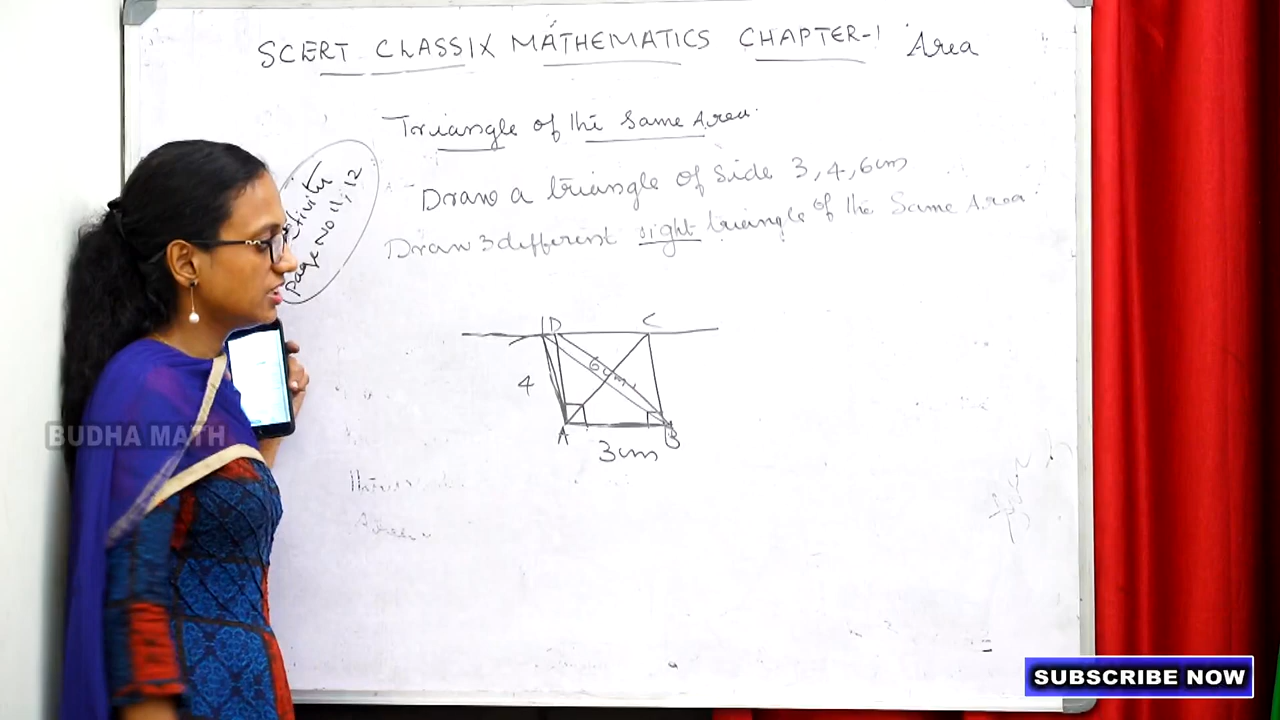 SCERT CLASS IX MATHEMATICS CHAPTER-1 Area
Triangle of the Same Area.
Draw a triangle of side 3, 4, 6cm
Draw 3 different right triangle of the Same Area
Activity
page no 11, 12
D C
6cm
4
A B
3cm
BUDHA MATH
SUBSCRIBE NOW